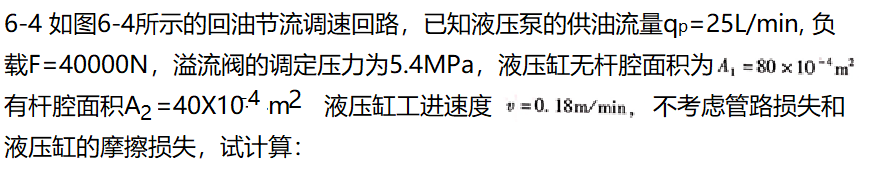 6-4 如图6-4所示的回油节流调速回路，已知液压泵的供油流量qp=25L/min, 负
载F=40000N，溢流阀的调定压力为5.4MPa，液压缸无杆腔面积为 A₁ =80 ×10⁻⁴m²
有杆腔面积A₂ =40X10⁻⁴ m² 液压缸工进速度 v =0. 18m/min， 不考虑管路损失和
液压缸的摩擦损失，试计算：